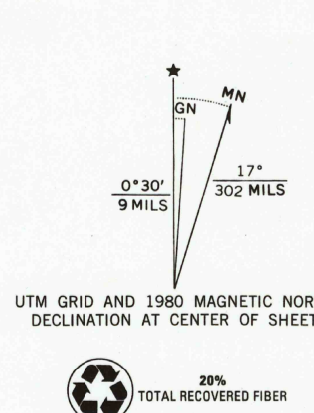 MN
GN
0°30′
9 MILS
17°
302 MILS
UTM GRID AND 1980 MAGNETIC NOR
DECLINATION AT CENTER OF SHEET
20%
TOTAL RECOVERED FIBER